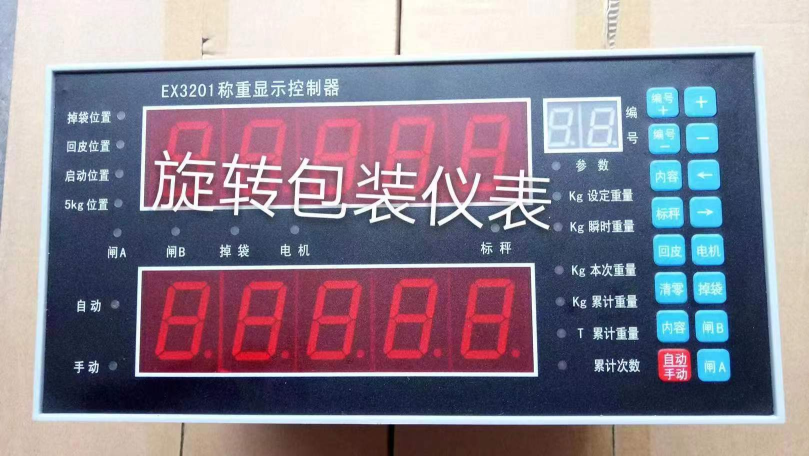 EX3201称重显示控制器
掉袋位置
回皮位置
启动位置
5kg位置
旋转包装仪表
闸A
闸B
掉袋
电机
标秤
自动
手动
编号
参数
Kg 设定重量
Kg 瞬时重量
Kg 本次重量
Kg 累计重量
T 累计重量
累计次数
编号+
+
编号-
-
内容
←
标秤
→
回皮
电机
清零
掉袋
内容
闸B
自动
手动
闸A